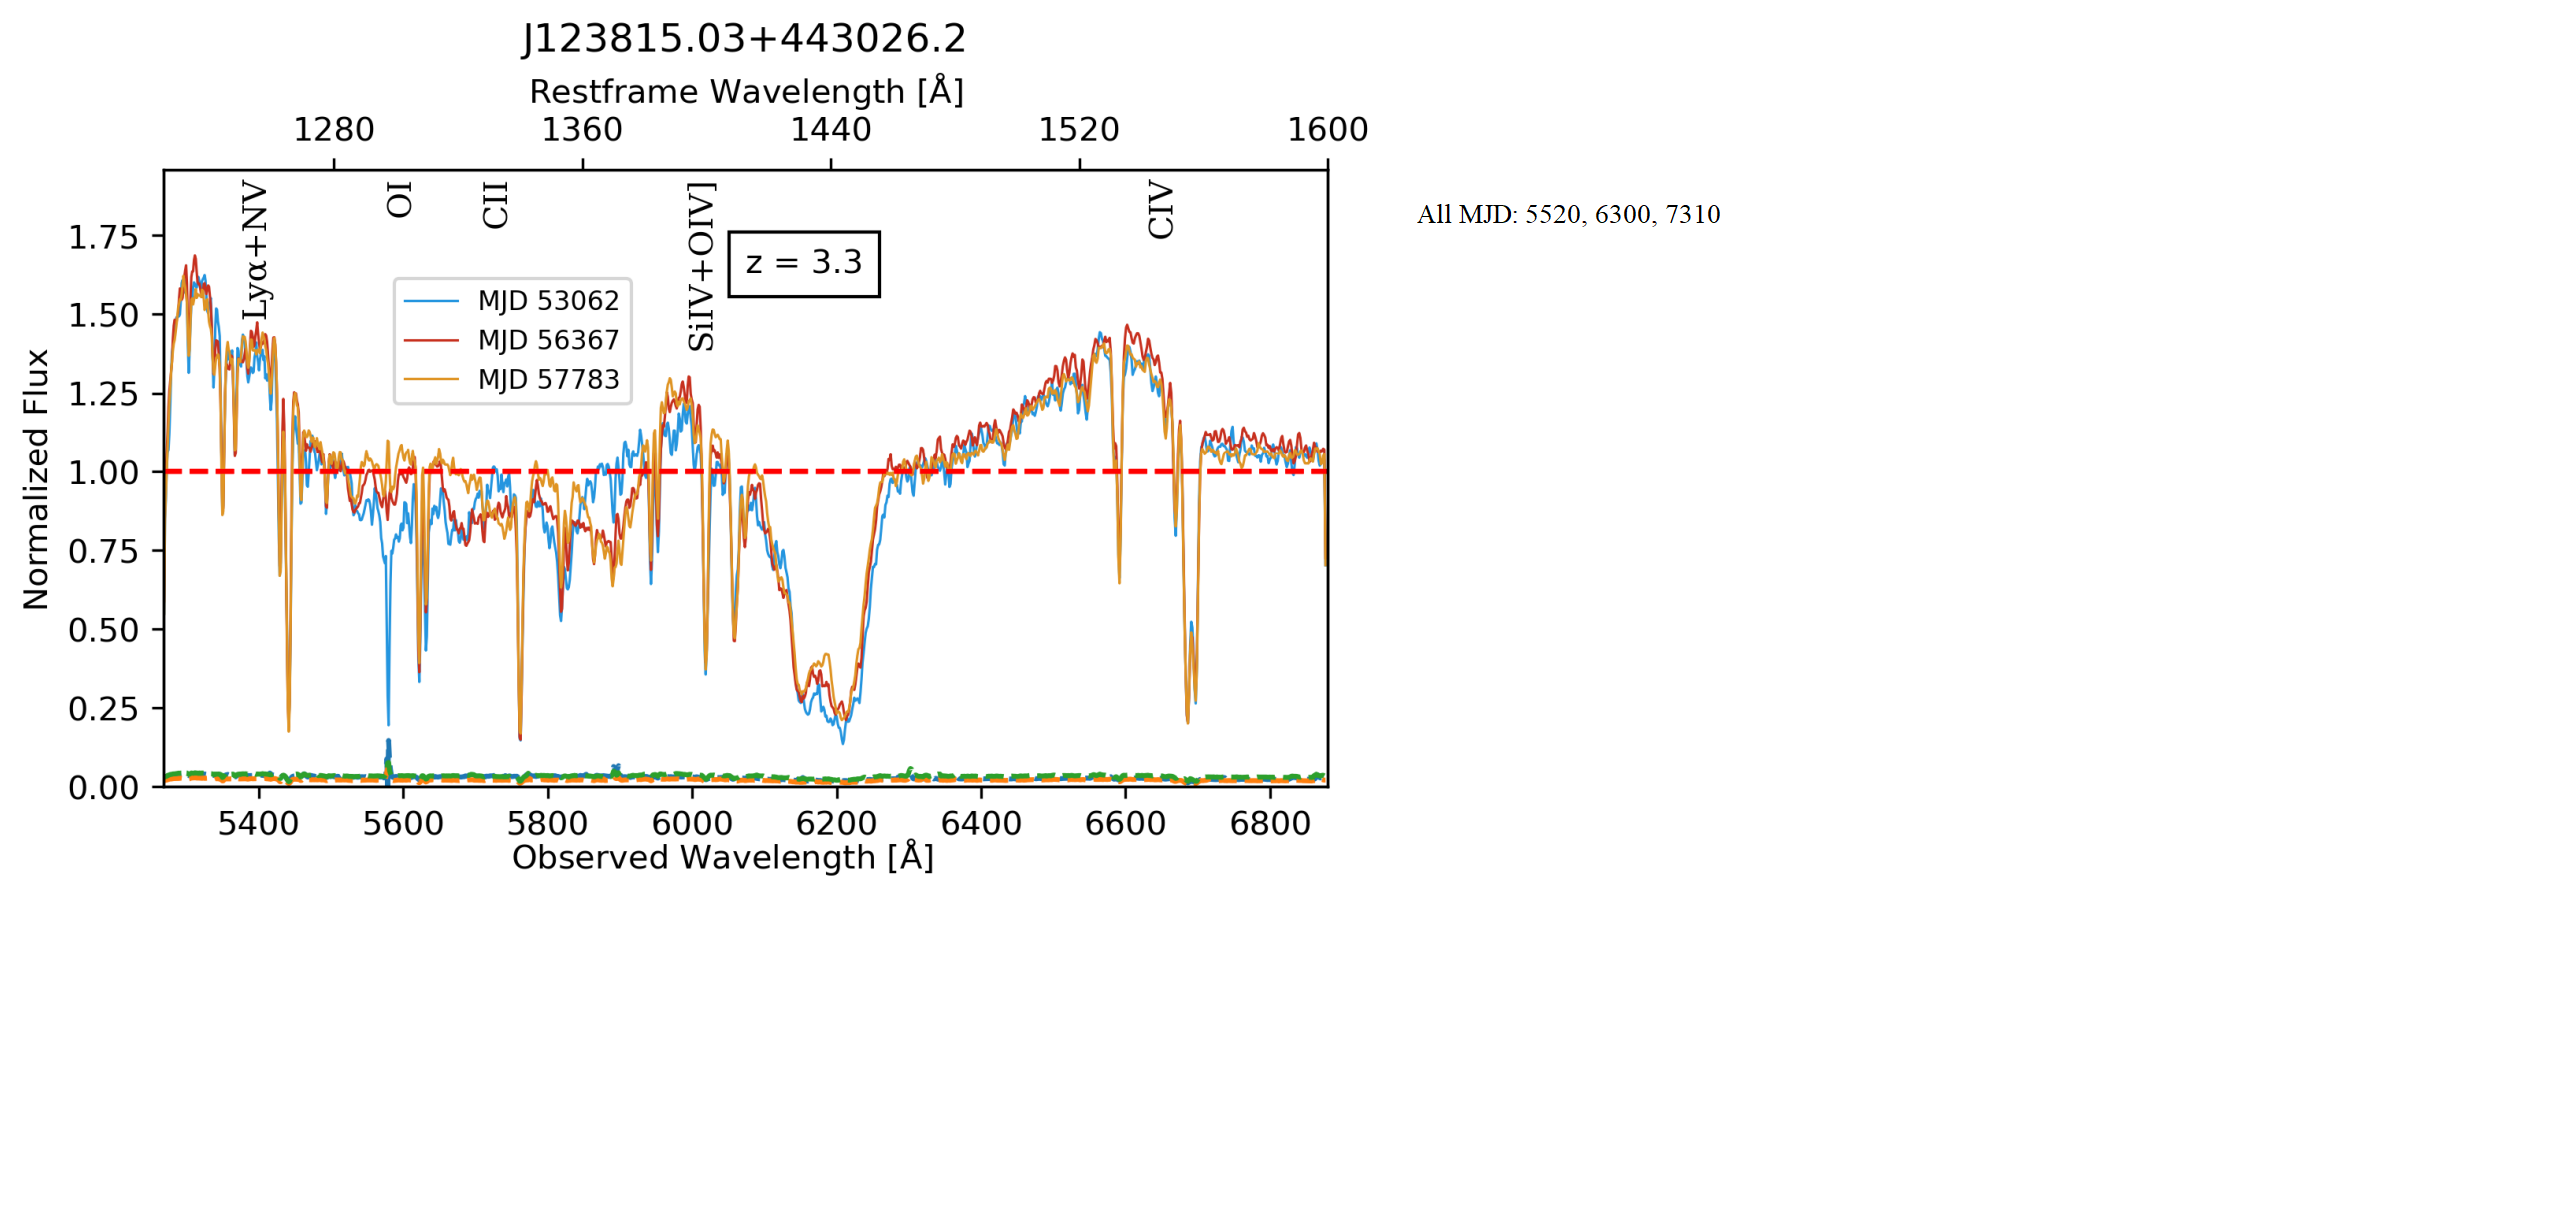 J123815.03+443026.2
Restframe Wavelength [Å]
1280 1360 1440 1520 1600
Lyα+NV
OI
CII
SiIV+OIV]
CIV
z = 3.3
MJD 53062
MJD 56367
MJD 57783
All MJD: 5520, 6300, 7310
Normalized Flux
1.75
1.50
1.25
1.00
0.75
0.50
0.25
0.00
5400 5600 5800 6000 6200 6400 6600 6800
Observed Wavelength [Å]